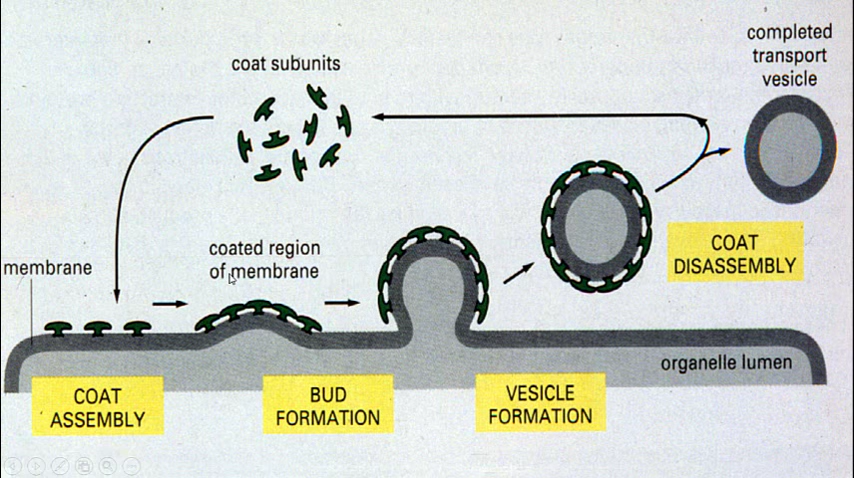 completed
transport
vesicle
coat subunits
coated region
of membrane
membrane
COAT
DISASSEMBLY
organelle lumen
COAT
ASSEMBLY
BUD
FORMATION
VESICLE
FORMATION